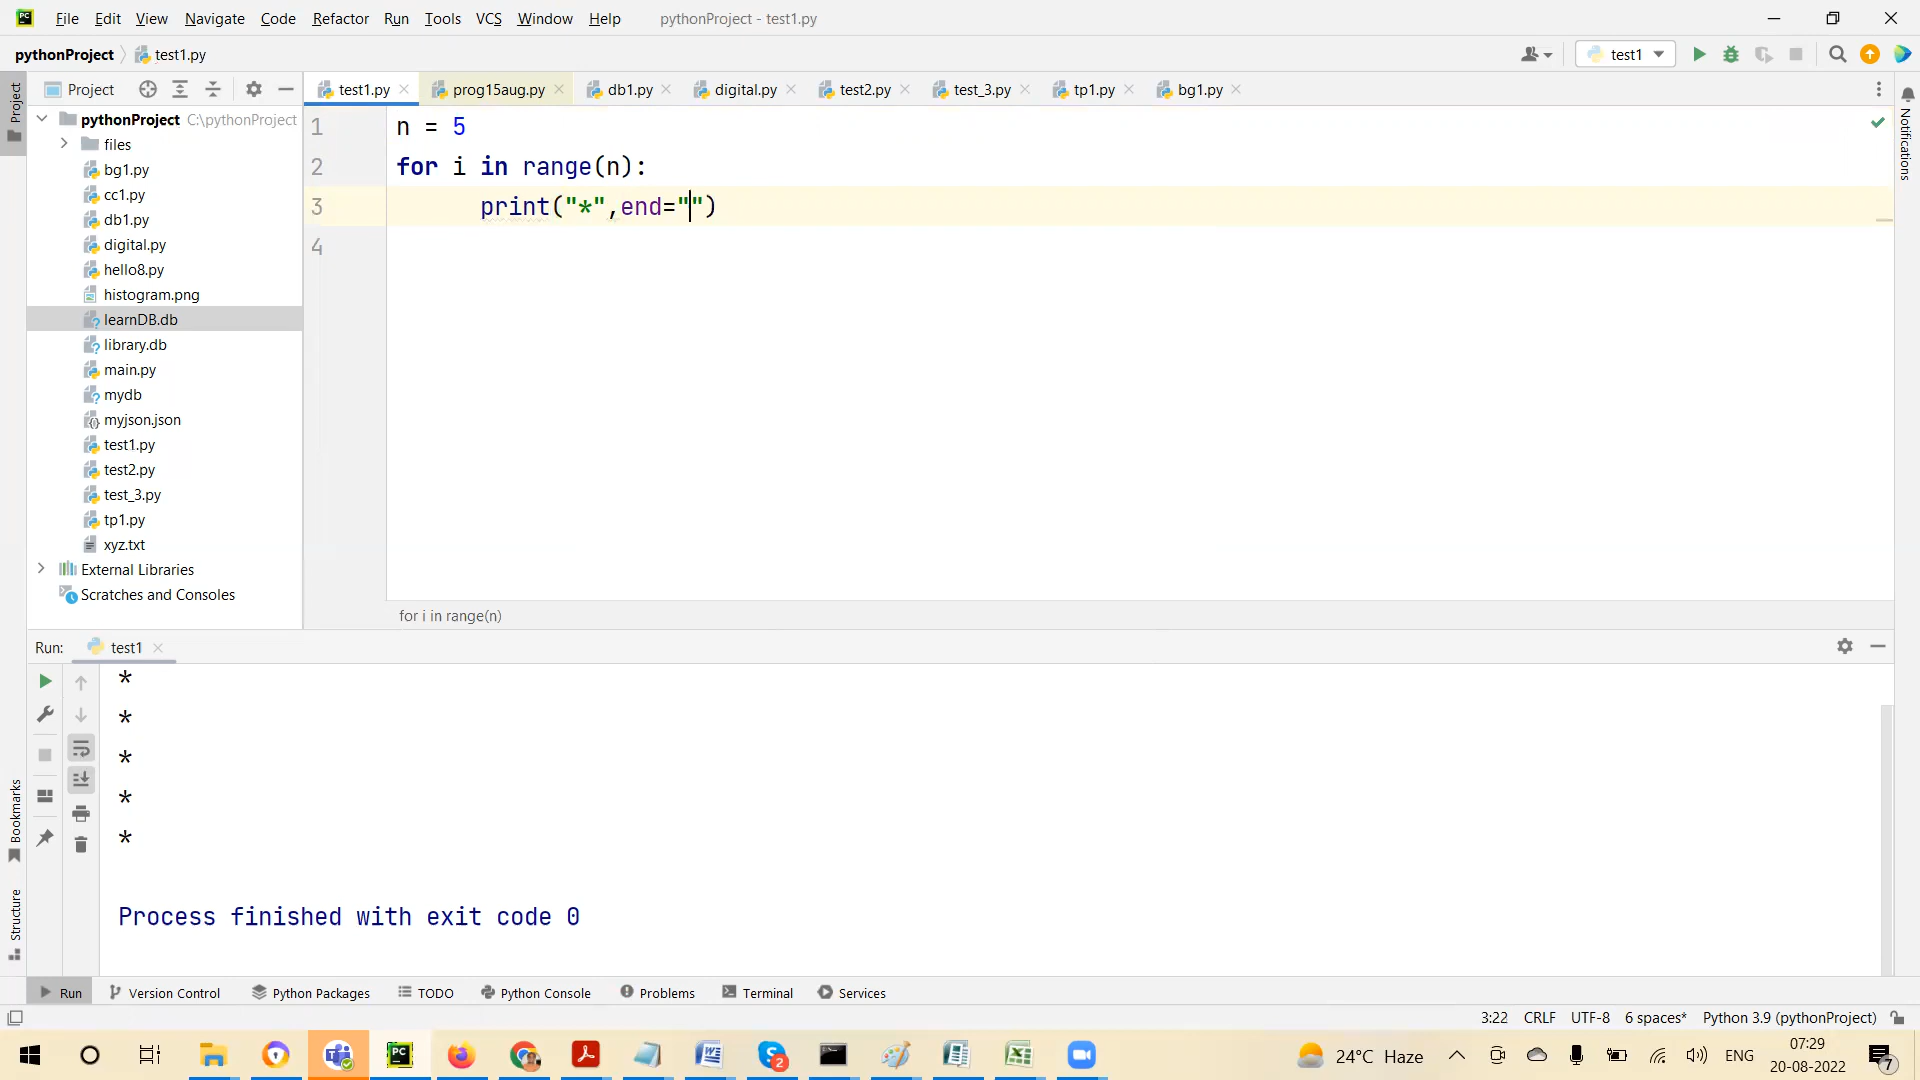 File Edit View Navigate Code Refactor Run Tools VCS Window Help pythonProject - test1.py
pythonProject test1.py
test1
Project
test1.py prog15aug.py db1.py digital.py test2.py test_3.py tp1.py bg1.py
Project
Notifications
pythonProject C:\pythonProject
files
bg1.py
cc1.py
db1.py
digital.py
hello8.py
histogram.png
learnDB.db
library.db
main.py
mydb
myjson.json
test1.py
test2.py
test_3.py
tp1.py
xyz.txt
External Libraries
Scratches and Consoles
1 n = 5
2 for i in range(n):
3 print("*",end="")
4
for i in range(n)
Run: test1
*
*
*
*
*
Process finished with exit code 0
Bookmarks
Structure
Run Version Control Python Packages TODO Python Console Problems Terminal Services
3:22 CRLF UTF-8 6 spaces* Python 3.9 (pythonProject)
24°C Haze ENG 07:29
20-08-2022
2
7